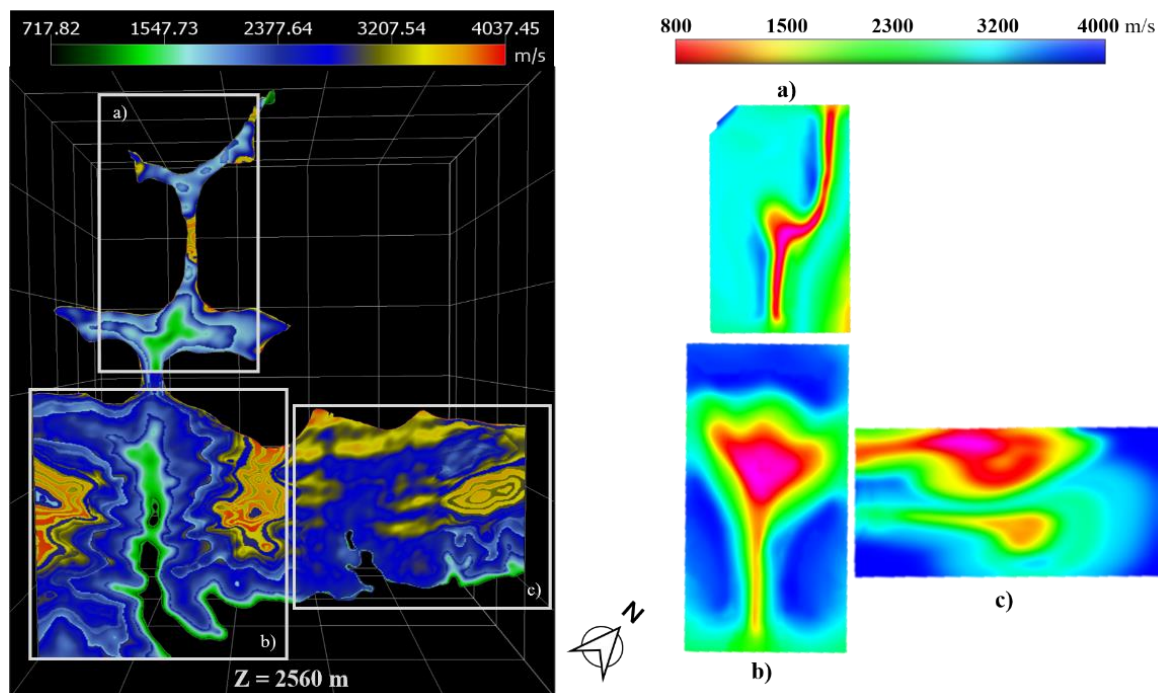 717.82 1547.73 2377.64 3207.54 4037.45
m/s
a)
b)
c)
Z = 2560 m
N
800 1500 2300 3200 4000 m/s
a)
b)
c)